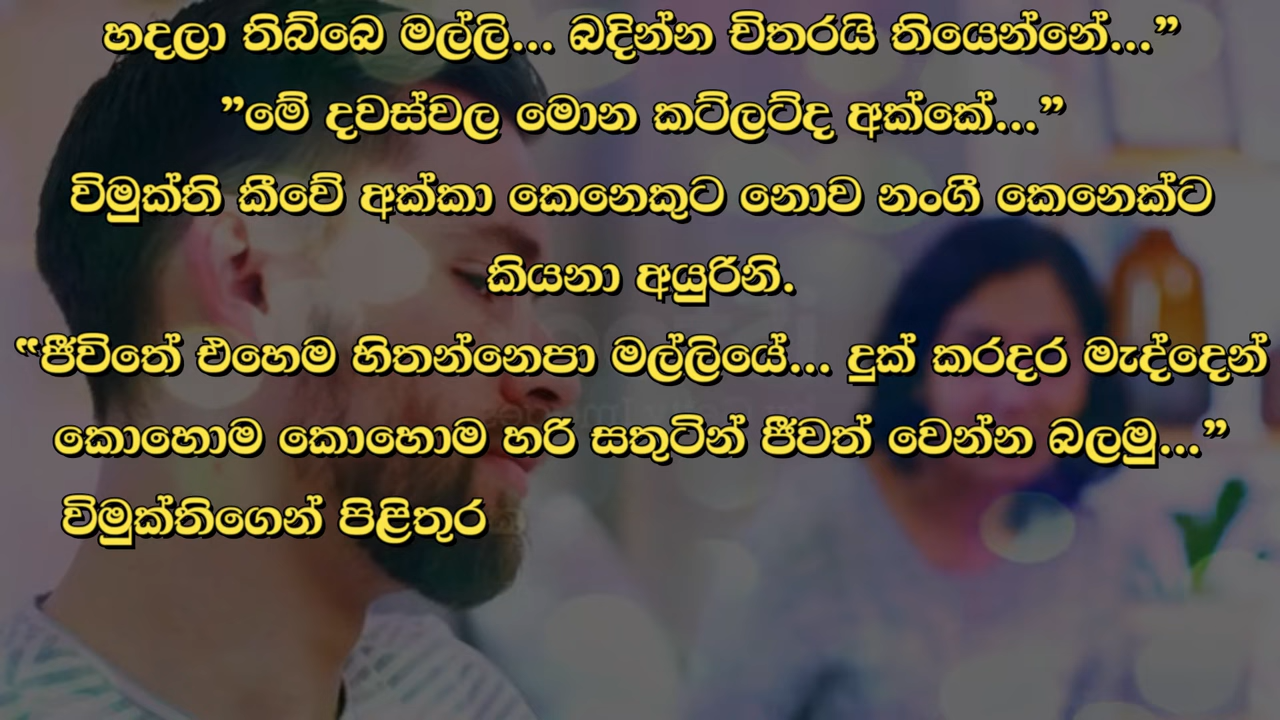 හදලා තිබ්බෙ මල්ලි... බදින්න චිතරයි තියෙන්නේ...”
”මේ දවස්වල මොන කට්ලට්ද අක්කේ...”
විමුක්ති කීවේ අක්කා කෙනෙකුට නොව නංගී කෙනෙක්ට
කියනා අයුරිනි.
“ජීවිතේ එහෙම හිතන්නෙපා මල්ලියේ... දුක් කරදර මැද්දෙන්
කොහොම කොහොම හරි සතුටින් ජීවත් වෙන්න බලමු...”
විමුක්තිගෙන් පිළිතුර